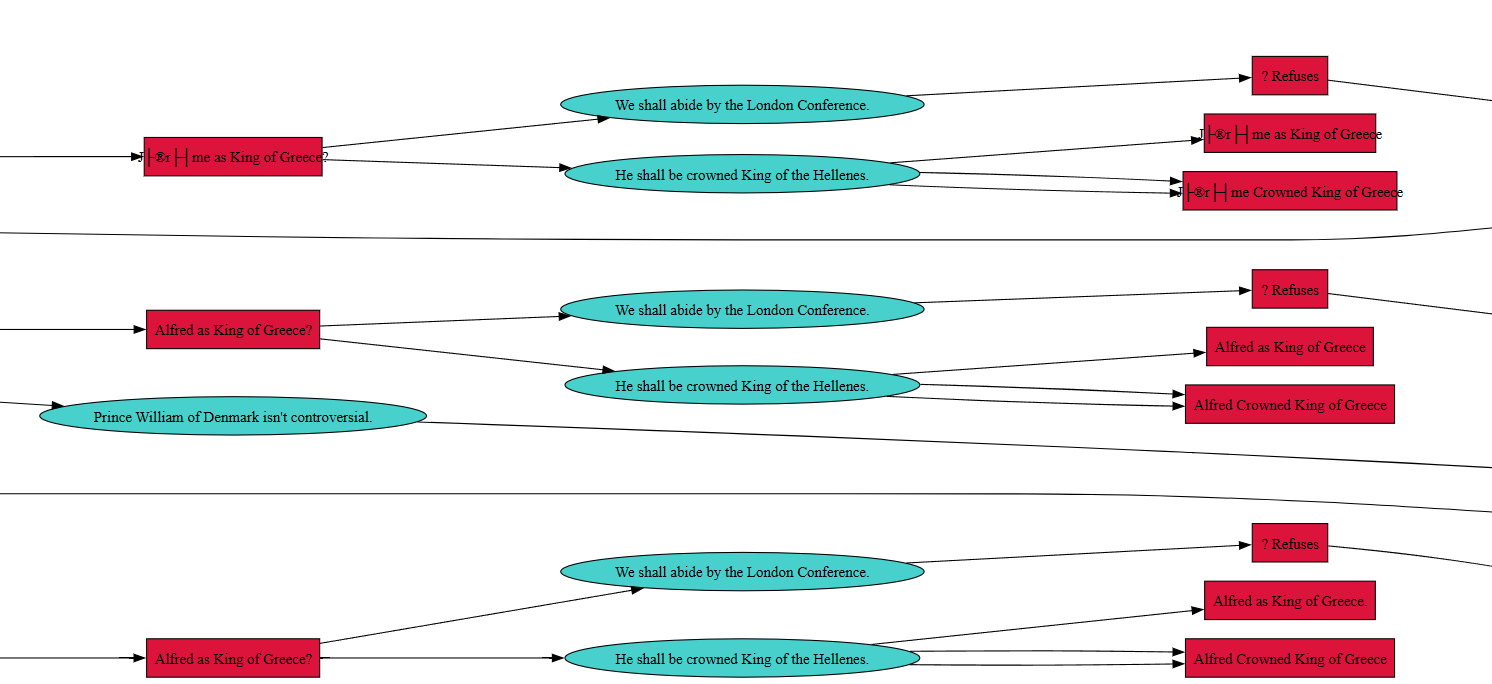 ? Refuses
We shall abide by the London Conference.
J├®r├┤me as King of Greece
J├®r├┤me as King of Greece?
He shall be crowned King of the Hellenes.
J├®r├┤me Crowned King of Greece
? Refuses
We shall abide by the London Conference.
Alfred as King of Greece?
Alfred as King of Greece
He shall be crowned King of the Hellenes.
Alfred Crowned King of Greece
Prince William of Denmark isn't controversial.
? Refuses
We shall abide by the London Conference.
Alfred as King of Greece.
Alfred as King of Greece?
He shall be crowned King of the Hellenes.
Alfred Crowned King of Greece